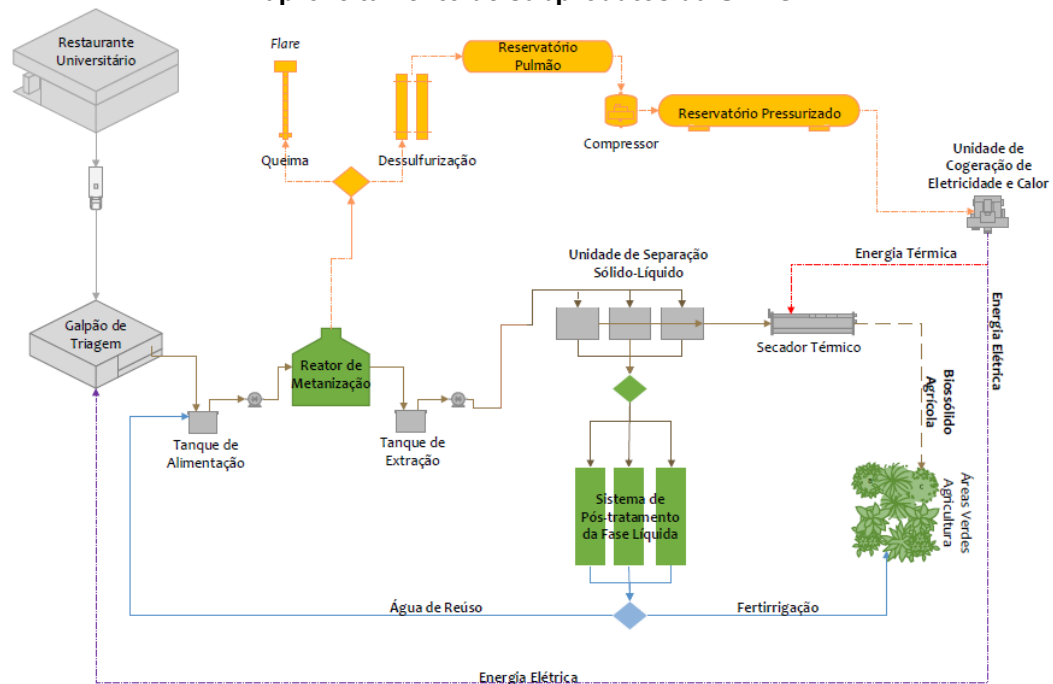 Restaurante
Universitário
Flare
Queima
Dessulfurização
Reservatório
Pulmão
Compressor
Reservatório Pressurizado
Unidade de
Cogeração de
Eletricidade e Calor
Unidade de Separação
Sólido-Líquido
Energia Térmica
Energia Elétrica
Galpão de
Triagem
Reator de
Metanização
Secador Térmico
Biossólido
Agrícola
Tanque de
Alimentação
Tanque de
Extração
Sistema de
Pós-tratamento
da Fase Líquida
Áreas Verdes
Agricultura
Água de Reúso
Fertirrigação
Energia Elétrica